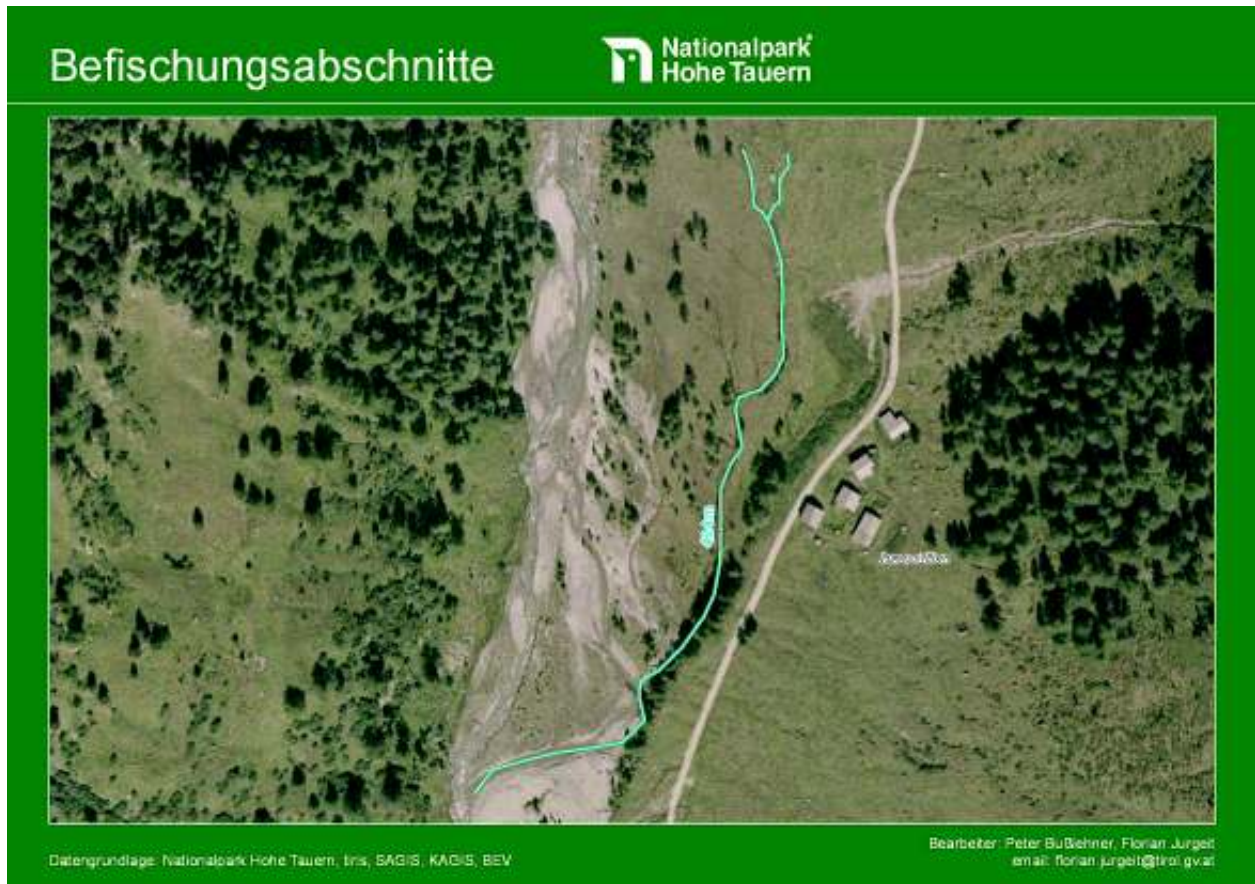 Befischungsabschnitte
Nationalpark
Hohe Tauern
Datengrundlage: Nationalpark Hohe Tauern, tiris, SAGIS, KAGIS, BEV
Bearbeiter: Peter Bußlehner, Florian Jurgeit
email: florian.jurgeit@tirol.gv.at